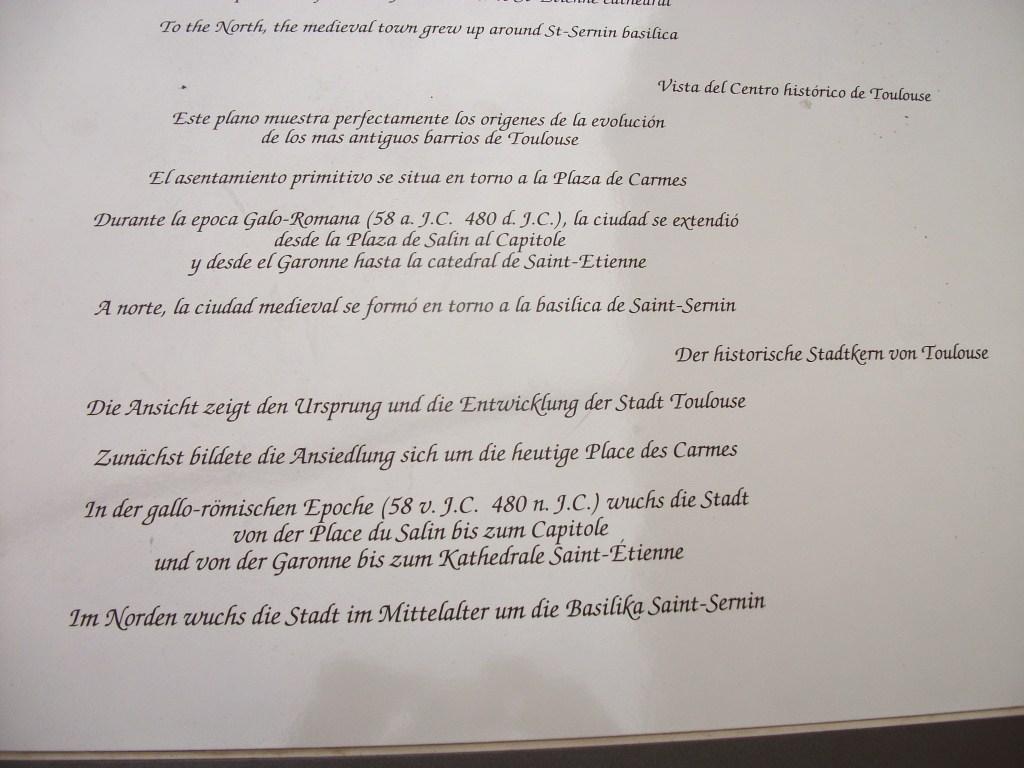 St-Etienne cathedral
To the North, the medieval town grew up around St-Sernin basilica
Vista del Centro histórico de Toulouse
Este plano muestra perfectamente los origenes de la evolución
de los mas antiguos barrios de Toulouse
El asentamiento primitivo se situa en torno a la Plaza de Carmes
Durante la epoca Galo-Romana (58 a. J.C. 480 d. J.C.), la ciudad se extendió
desde la Plaza de Salin al Capitole
y desde el Garonne hasta la catedral de Saint-Etienne
A norte, la ciudad medieval se formó en torno a la basilica de Saint-Sernin
Der historische Stadtkern von Toulouse
Die Ansicht zeigt den Ursprung und die Entwicklung der Stadt Toulouse
Zunächst bildete die Ansiedlung sich um die heutige Place des Carmes
In der gallo-römischen Epoche (58 v. J.C. 480 n. J.C.) wuchs die Stadt
von der Place du Salin bis zum Capitole
und von der Garonne bis zum Kathedrale Saint-Étienne
Im Norden wuchs die Stadt im Mittelalter um die Basilika Saint-Sernin